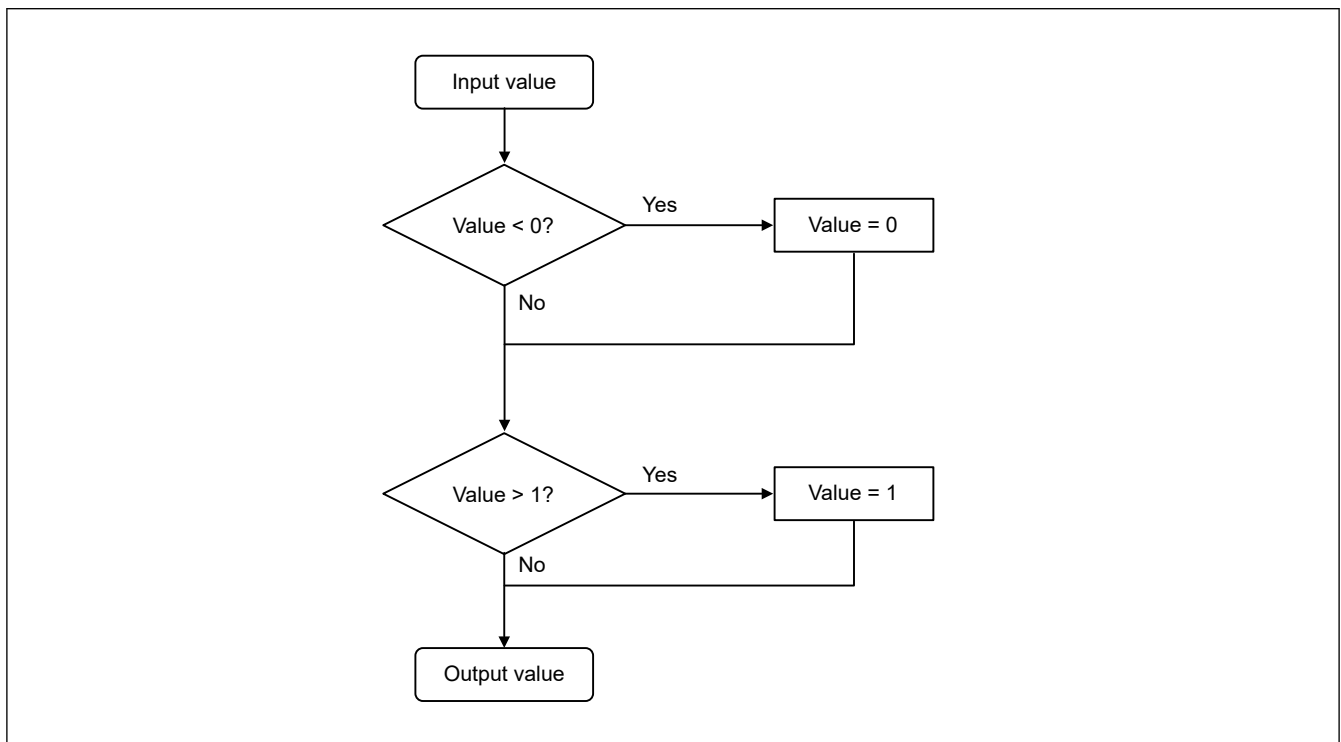 Input value
Value < 0?
Yes
Value = 0
No
Value > 1?
Yes
Value = 1
No
Output value